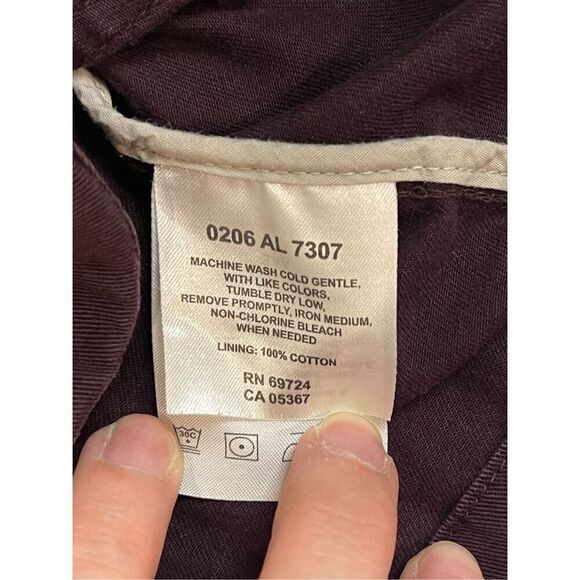 0206 AL 7307
MACHINE WASH COLD GENTLE,
WITH LIKE COLORS,
TUMBLE DRY LOW,
REMOVE PROMPTLY, IRON MEDIUM,
NON-CHLORINE BLEACH
WHEN NEEDED
LINING: 100% COTTON
RN 69724
CA 05367
30C